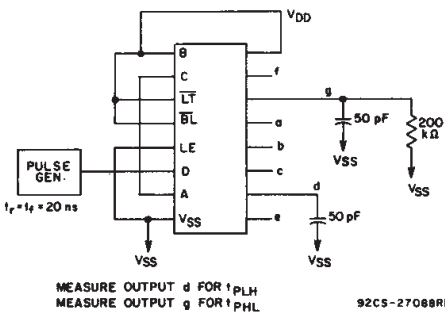 VDD
B
C
LT
BL
LE
D
A
VSS
f
g
a
b
c
d
e
50 pF
200
kΩ
VSS
VSS
50 pF
VSS
VSS
PULSE
GEN.
tr = tf = 20 ns
MEASURE OUTPUT d FOR tPLH
MEASURE OUTPUT g FOR tPHL
92CS-27088RI